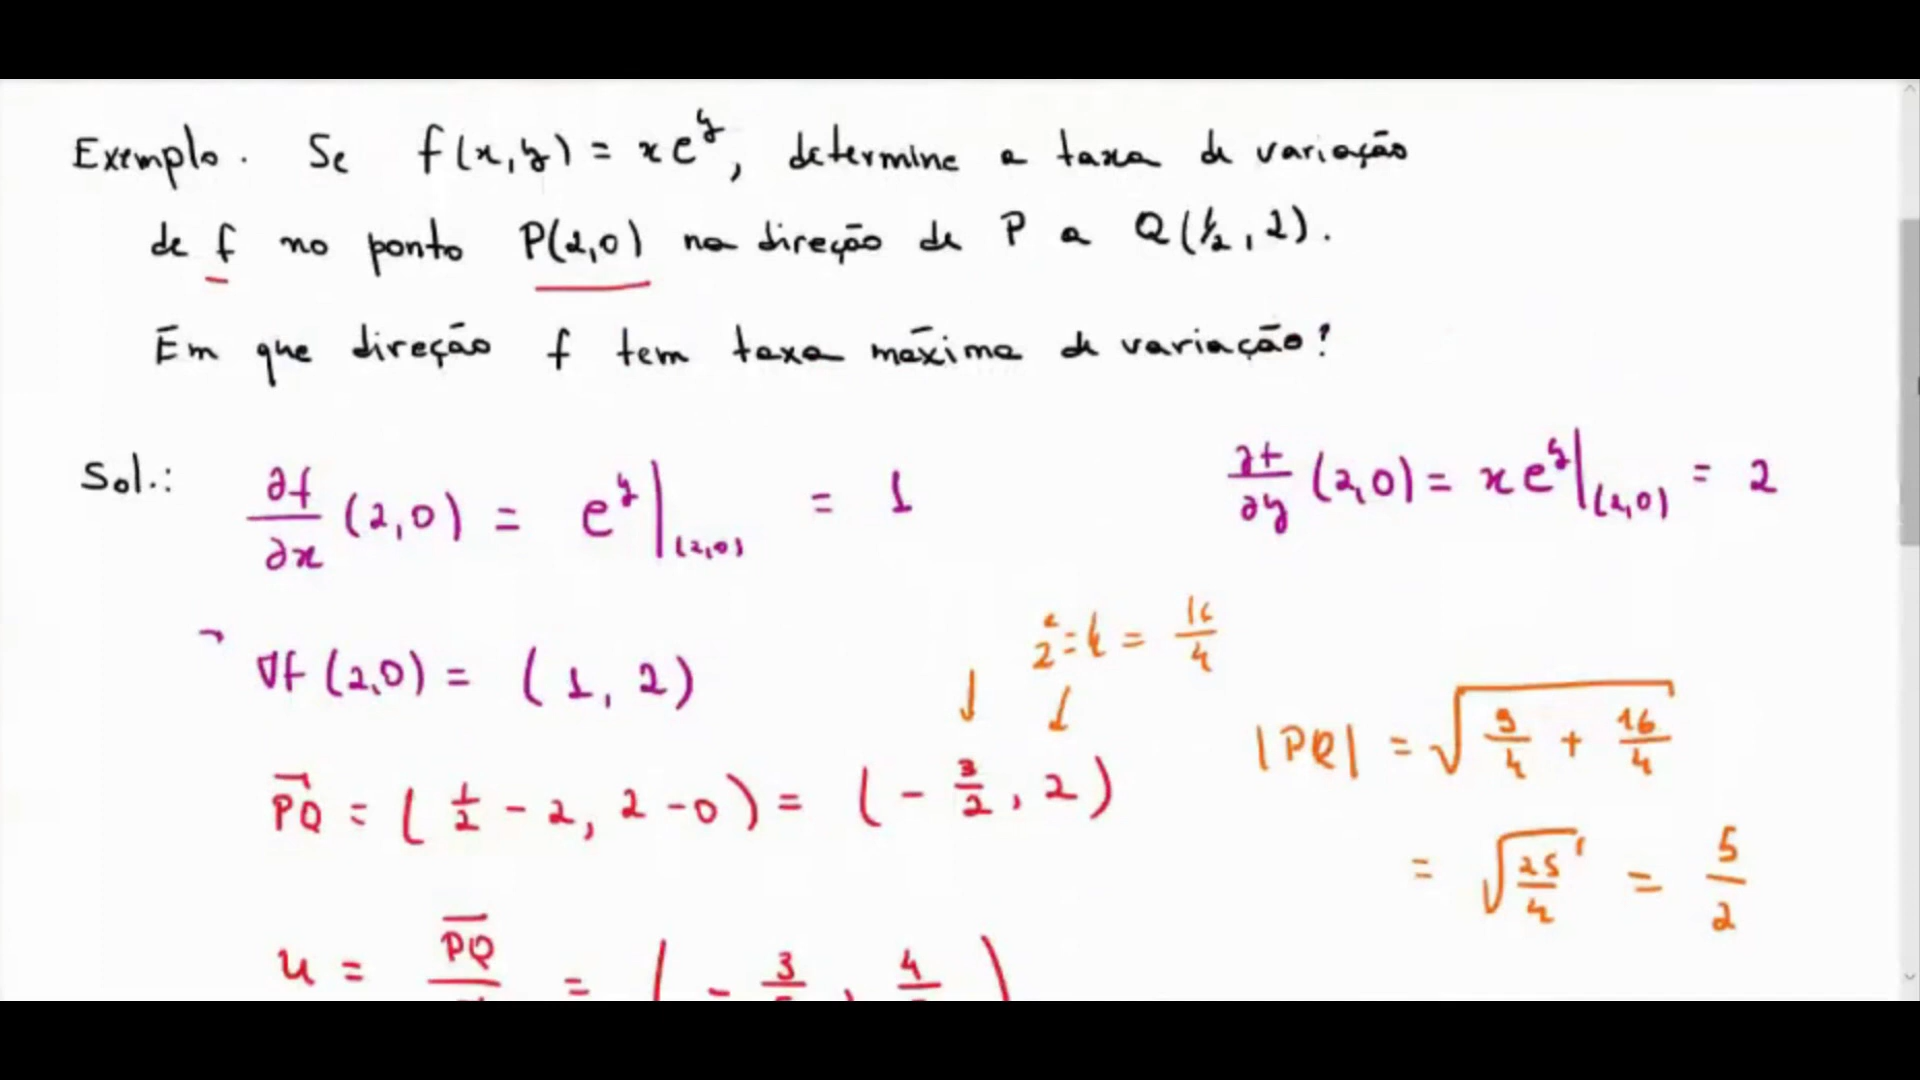 Exemplo. Se f(x,y) = xe^y, determine a taxa de variação
de f no ponto P(2,0) na direção de P a Q(1/2, 2).
Em que direção f tem taxa máxima de variação?
Sol.: ∂f/∂x (2,0) = e^y |(2,0) = 1
∂f/∂y (2,0) = xe^y |(2,0) = 2
∇f(2,0) = (1, 2)
2² = 4 = 16/4
PQ = (1/2 - 2, 2-0) = (-3/2, 2)
|PQ| = √(9/4 + 16/4)
= √(25/4) = 5/2
u = PQ = (- 3 , 4 )